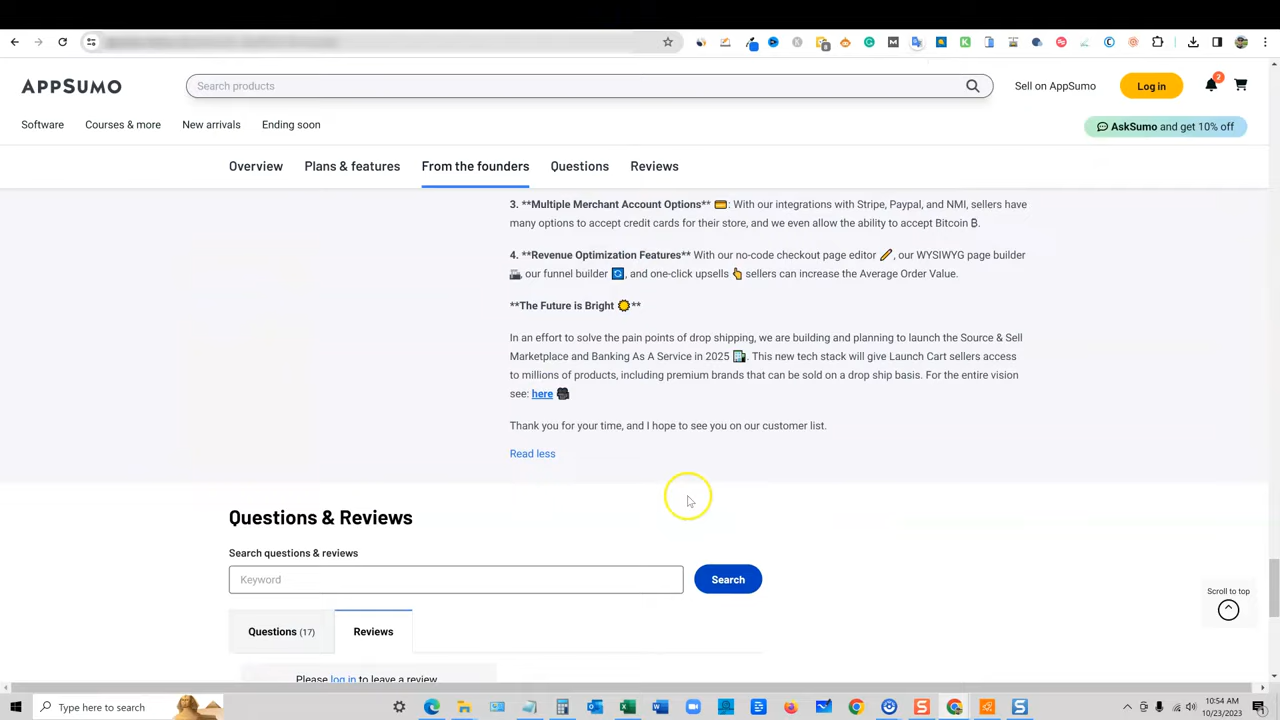 APPSUMO
Search products
Sell on AppSumo
Log in
2
Software
Courses & more
New arrivals
Ending soon
AskSumo and get 10% off
Overview
Plans & features
From the founders
Questions
Reviews
3. **Multiple Merchant Account Options** 💳: With our integrations with Stripe, Paypal, and NMI, sellers have
many options to accept credit cards for their store, and we even allow the ability to accept Bitcoin ₿.
4. **Revenue Optimization Features** With our no-code checkout page editor ✏️, our WYSIWYG page builder
🖨️, our funnel builder 🔄, and one-click upsells 👆 sellers can increase the Average Order Value.
**The Future is Bright 🌞**
In an effort to solve the pain points of drop shipping, we are building and planning to launch the Source & Sell
Marketplace and Banking As A Service in 2025 🏦. This new tech stack will give Launch Cart sellers access
to millions of products, including premium brands that can be sold on a drop ship basis. For the entire vision
see: here 🎥
Thank you for your time, and I hope to see you on our customer list.
Read less
Questions & Reviews
Search questions & reviews
Keyword
Search
Questions (17)
Reviews
Please log in to leave a review.
Scroll to top
Type here to search
10:54 AM
10/23/2023